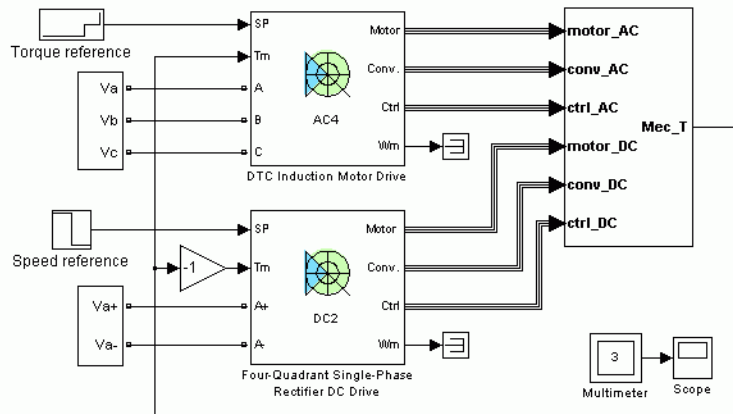 Torque reference
Va
Vb
Vc
SP
Tm
A
B
C
AC4
Motor
Conv.
Ctrl
Wm
DTC Induction Motor Drive
motor_AC
conv_AC
ctrl_AC
motor_DC
conv_DC
ctrl_DC
Mec_T
Speed reference
-1
Va+
Va-
SP
Tm
A+
A-
DC2
Motor
Conv.
Ctrl
Wm
Four-Quadrant Single-Phase
Rectifier DC Drive
3
Multimeter
Scope